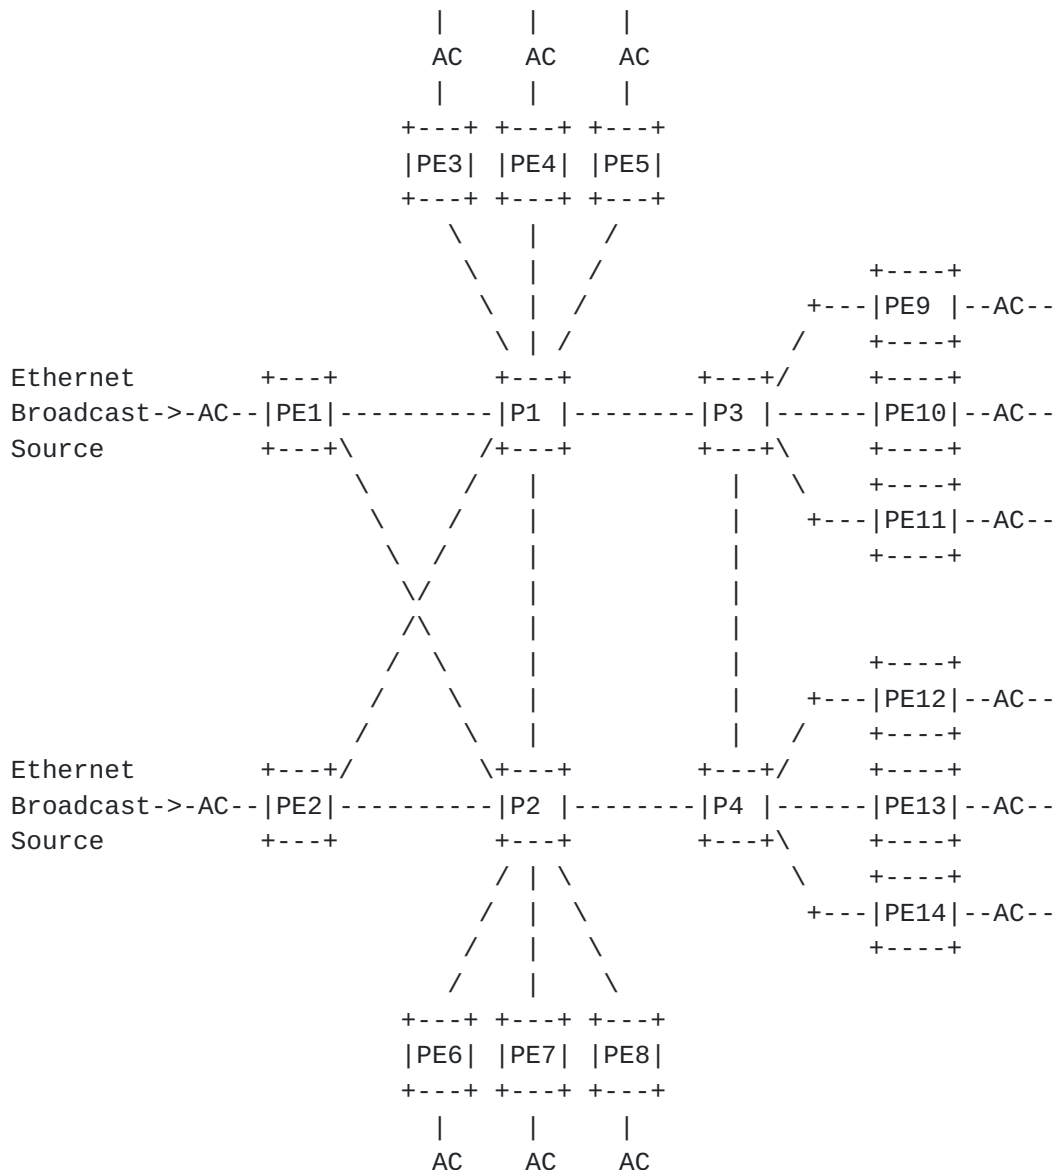 AC AC AC
PE3 PE4 PE5
PE9 --AC--
Ethernet
Broadcast->-AC--|PE1|----------|P1 |--------|P3 |------|PE10|--AC--
Source
PE11 --AC--
PE12 --AC--
Ethernet
Broadcast->-AC--|PE2|----------|P2 |--------|P4 |------|PE13|--AC--
Source
PE14 --AC--
PE6 PE7 PE8
AC AC AC